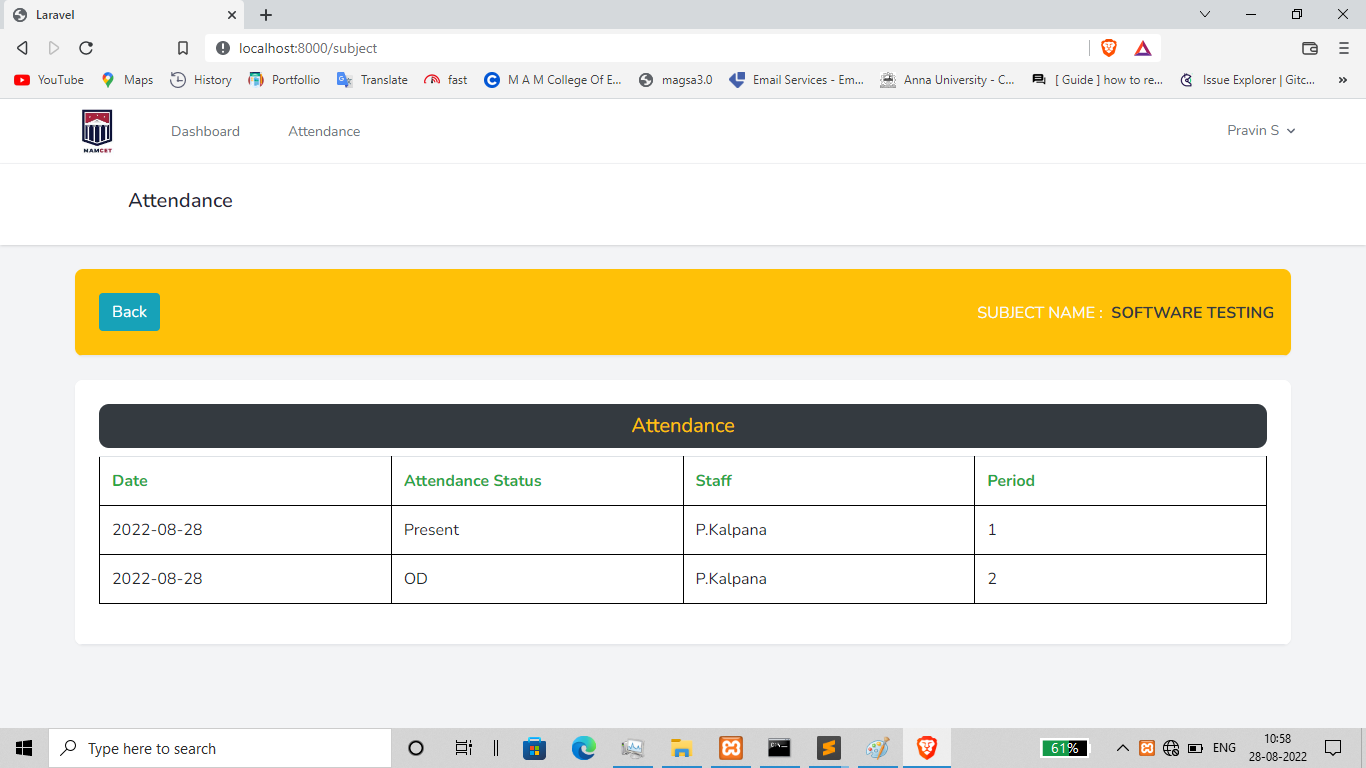 Laravel
localhost:8000/subject
YouTube Maps History Portfollio Translate fast M A M College Of E... magsa3.0 Email Services - Em... Anna University - C... [ Guide ] how to re... Issue Explorer | Gitc... »
MAMCET
Dashboard Attendance Pravin S
Attendance
Back SUBJECT NAME : SOFTWARE TESTING
Attendance
Date Attendance Status Staff Period
2022-08-28 Present P.Kalpana 1
2022-08-28 OD P.Kalpana 2
Type here to search 61% ENG 10:58
28-08-2022